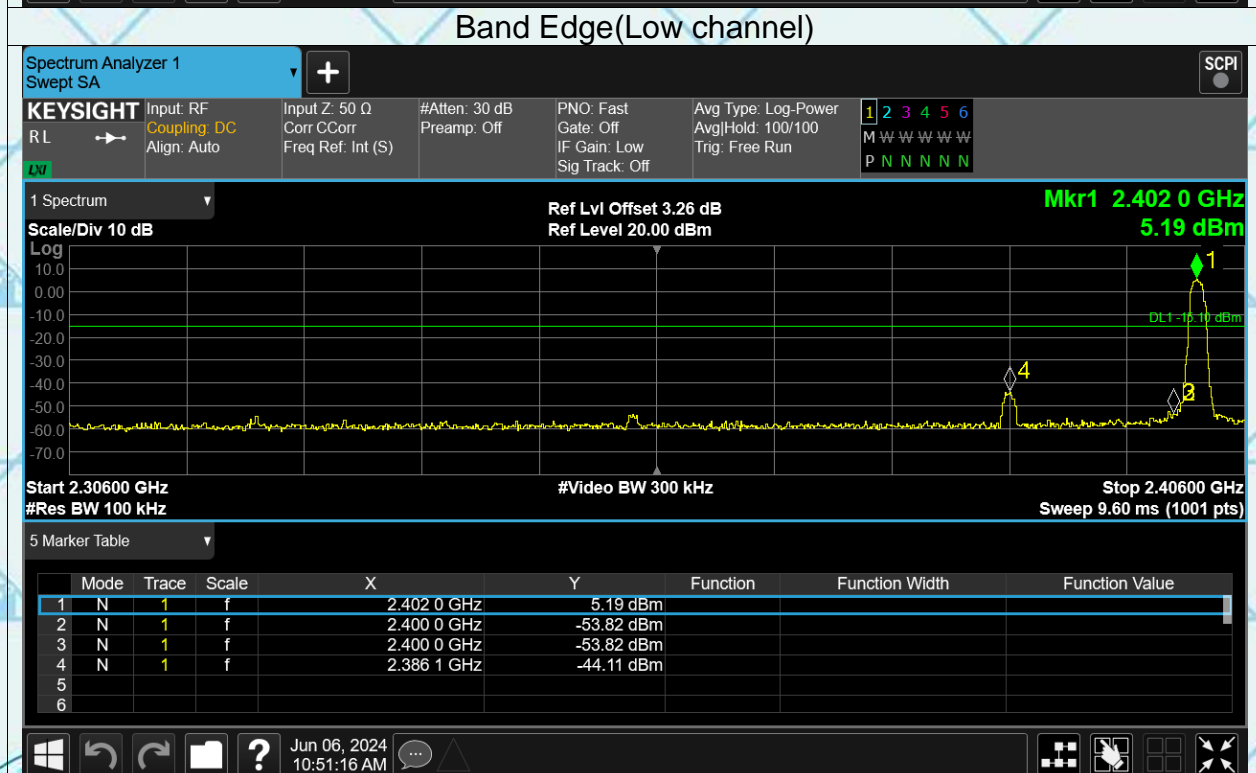 Band Edge(Low channel)
Spectrum Analyzer 1
Swept SA
+
SCPI
KEYSIGHT
RL
LXI
Input: RF
Coupling: DC
Align: Auto
Input Z: 50 Ω
Corr CCorr
Freq Ref: Int (S)
#Atten: 30 dB
Preamp: Off
PNO: Fast
Gate: Off
IF Gain: Low
Sig Track: Off
Avg Type: Log-Power
Avg|Hold: 100/100
Trig: Free Run
1 2 3 4 5 6
M W W W W W
P N N N N N
1 Spectrum
Scale/Div 10 dB
Ref Lvl Offset 3.26 dB
Ref Level 20.00 dBm
Mkr1 2.402 0 GHz
5.19 dBm
Log
10.0
0.00
-10.0
-20.0
-30.0
-40.0
-50.0
-60.0
-70.0
1
DL1 -15.10 dBm
4
Start 2.30600 GHz
#Res BW 100 kHz
#Video BW 300 kHz
Stop 2.40600 GHz
Sweep 9.60 ms (1001 pts)
5 Marker Table
Mode Trace Scale X Y Function Function Width Function Value
1 N 1 f 2.402 0 GHz 5.19 dBm
2 N 1 f 2.400 0 GHz -53.82 dBm
3 N 1 f 2.400 0 GHz -53.82 dBm
4 N 1 f 2.386 1 GHz -44.11 dBm
5
6
?
Jun 06, 2024
10:51:16 AM